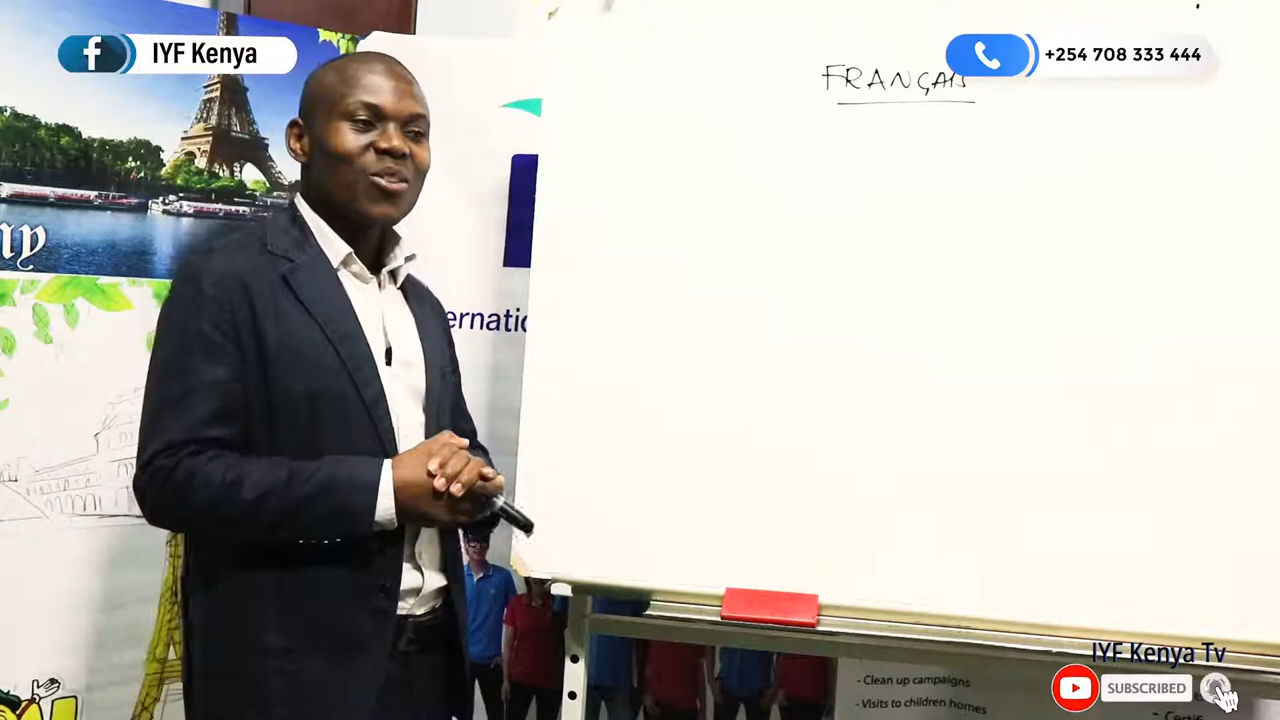 IYF Kenya
+254 708 333 444
FRANÇAIS
ernatio
IYF Kenya Tv
SUBSCRIBED
- Clean up campaigns
- Visits to children homes
- Certif